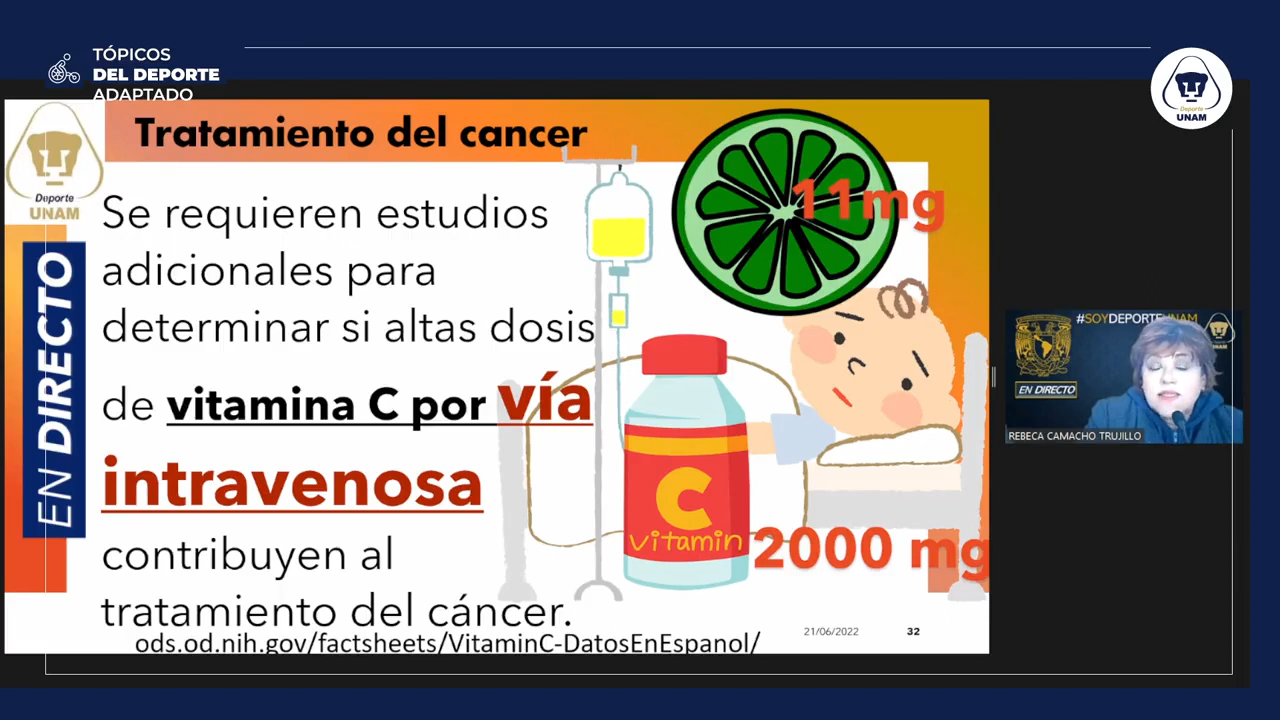 TÓPICOS
DEL DEPORTE
ADAPTADO
Deporte
UNAM
Deporte
UNAM
EN DIRECTO
Tratamiento del cancer
Se requieren estudios
adicionales para
determinar si altas dosis
de vitamina C por vía
intravenosa
contribuyen al
tratamiento del cáncer.
ods.od.nih.gov/factsheets/VitaminC-DatosEnEspanol/
11mg
C
vitamin
2000 mg
21/06/2022
32
#SOYDEPORTEUNAM
UNAM
EN DIRECTO
REBECA CAMACHO TRUJILLO